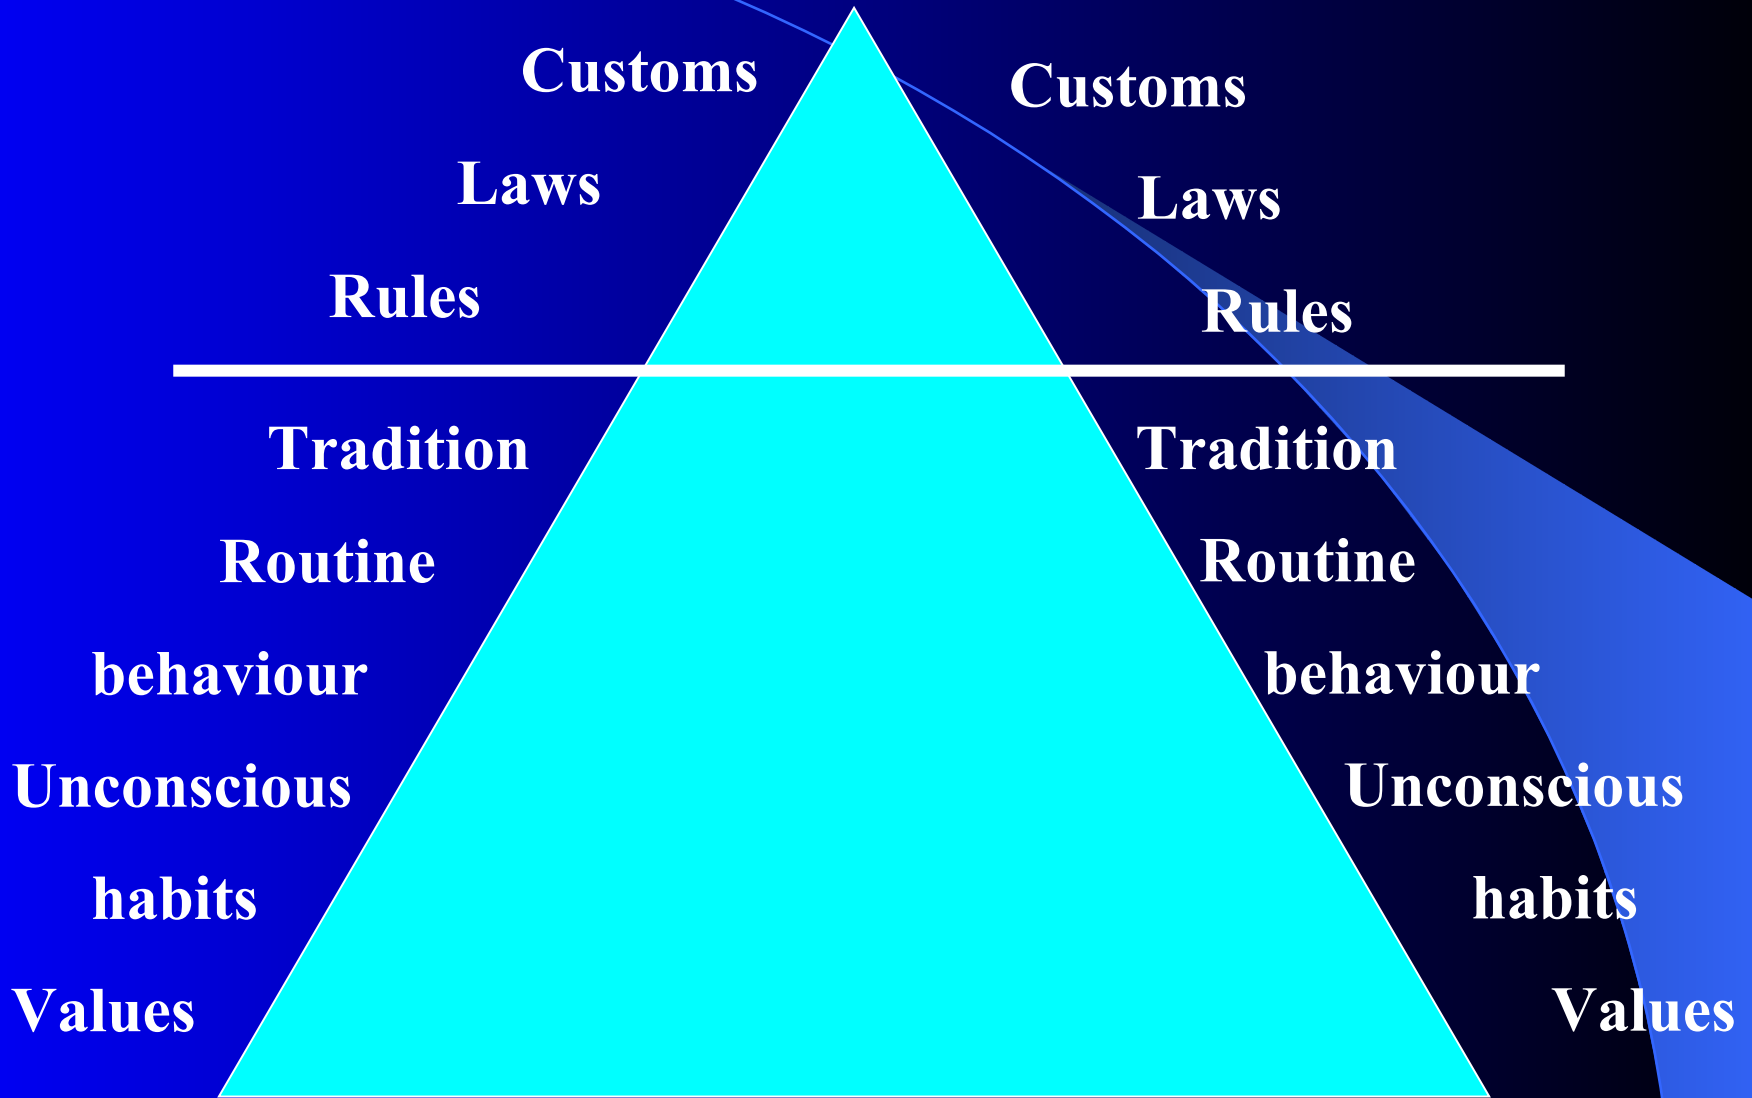 Customs
Laws
Rules
Tradition
Routine
behaviour
Unconscious
habits
Values
Customs
Laws
Rules
Tradition
Routine
behaviour
Unconscious
habits
Values